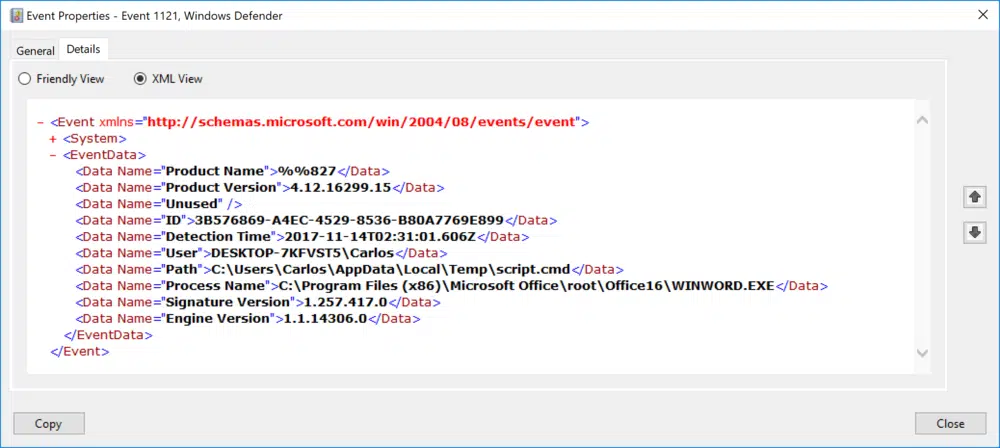 Event Properties - Event 1121, Windows Defender
General
Details
Friendly View
XML View
- <Event xmlns="http://schemas.microsoft.com/win/2004/08/events/event">
+ <System>
- <EventData>
<Data Name="Product Name">%%827</Data>
<Data Name="Product Version">4.12.16299.15</Data>
<Data Name="Unused" />
<Data Name="ID">3B576869-A4EC-4529-8536-B80A7769E899</Data>
<Data Name="Detection Time">2017-11-14T02:31:01.606Z</Data>
<Data Name="User">DESKTOP-7KFVST5\Carlos</Data>
<Data Name="Path">C:\Users\Carlos\AppData\Local\Temp\script.cmd</Data>
<Data Name="Process Name">C:\Program Files (x86)\Microsoft Office\root\Office16\WINWORD.EXE</Data>
<Data Name="Signature Version">1.257.417.0</Data>
<Data Name="Engine Version">1.1.14306.0</Data>
</EventData>
</Event>
Copy
Close